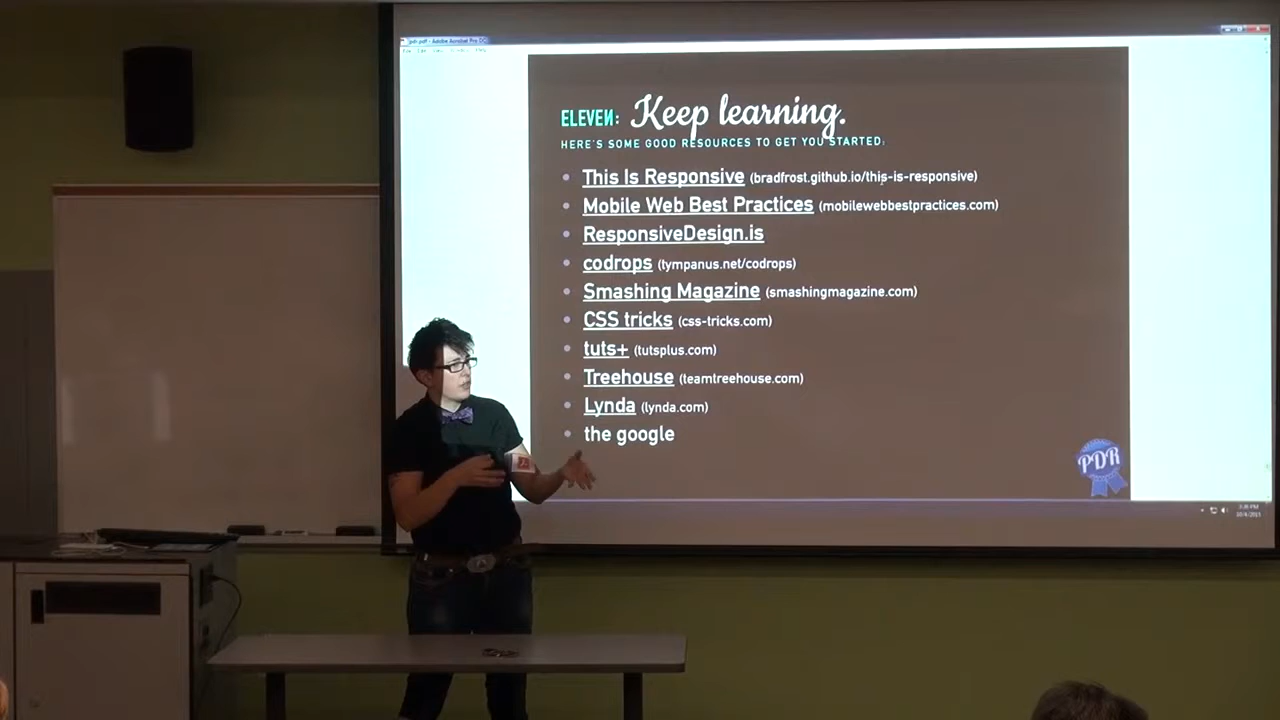 ELEVEN: Keep learning.
HERE'S SOME GOOD RESOURCES TO GET YOU STARTED:
• This Is Responsive (bradfrost.github.io/this-is-responsive)
• Mobile Web Best Practices (mobilewebbestpractices.com)
• ResponsiveDesign.is
• codrops (tympanus.net/codrops)
• Smashing Magazine (smashingmagazine.com)
• CSS tricks (css-tricks.com)
• tuts+ (tutsplus.com)
• Treehouse (teamtreehouse.com)
• Lynda (lynda.com)
• the google
PDR